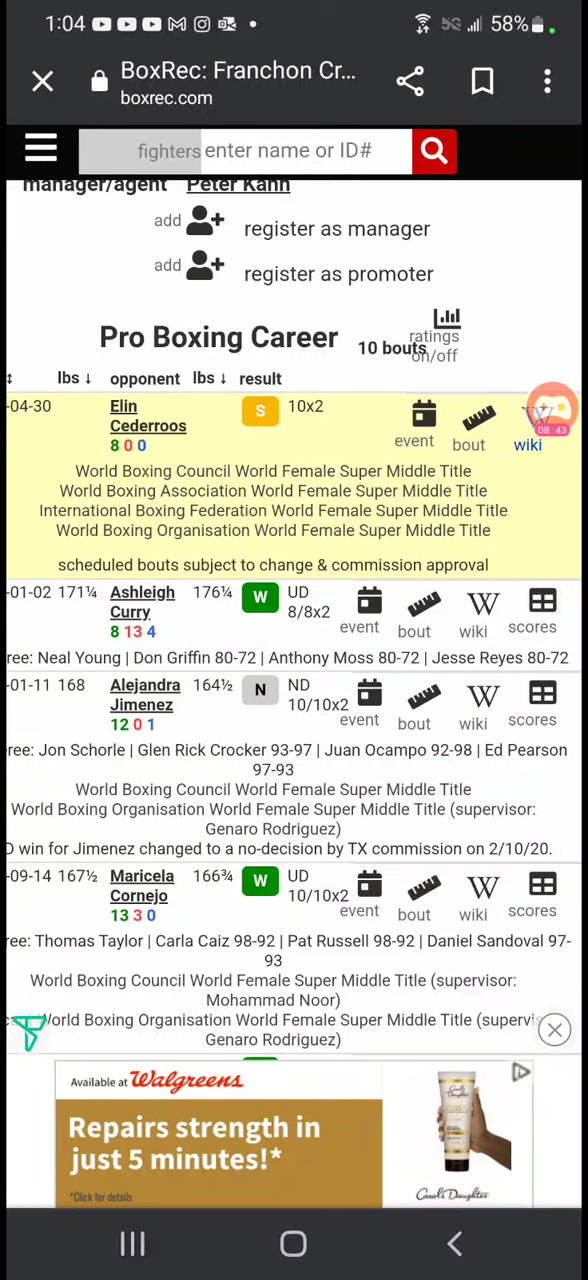 1:04 5G 58%
BoxRec: Franchon Cr...
boxrec.com
fighters enter name or ID#
manager/agent Peter Kahn
add register as manager
add register as promoter
Pro Boxing Career 10 bouts ratings on/off
lbs ↓ opponent lbs ↓ result
-04-30 Elin Cederroos S 10x2 event bout wiki
8 0 0
08:43
World Boxing Council World Female Super Middle Title
World Boxing Association World Female Super Middle Title
International Boxing Federation World Female Super Middle Title
World Boxing Organisation World Female Super Middle Title
scheduled bouts subject to change & commission approval
-01-02 171¼ Ashleigh Curry 176¼ W UD 8/8x2 event bout wiki scores
8 13 4
ree: Neal Young | Don Griffin 80-72 | Anthony Moss 80-72 | Jesse Reyes 80-72
-01-11 168 Alejandra Jimenez 164½ N ND 10/10x2 event bout wiki scores
12 0 1
ree: Jon Schorle | Glen Rick Crocker 93-97 | Juan Ocampo 92-98 | Ed Pearson
97-93
World Boxing Council World Female Super Middle Title
World Boxing Organisation World Female Super Middle Title (supervisor:
Genaro Rodriguez)
D win for Jimenez changed to a no-decision by TX commission on 2/10/20.
-09-14 167½ Maricela Cornejo 166¾ W UD 10/10x2 event bout wiki scores
13 3 0
ree: Thomas Taylor | Carla Caiz 98-92 | Pat Russell 98-92 | Daniel Sandoval 97-
93
World Boxing Council World Female Super Middle Title (supervisor:
Mohammad Noor)
World Boxing Organisation World Female Super Middle Title (supervi
Genaro Rodriguez)
Available at Walgreens
Repairs strength in
just 5 minutes!*
*Click for details
Carol's Daughter